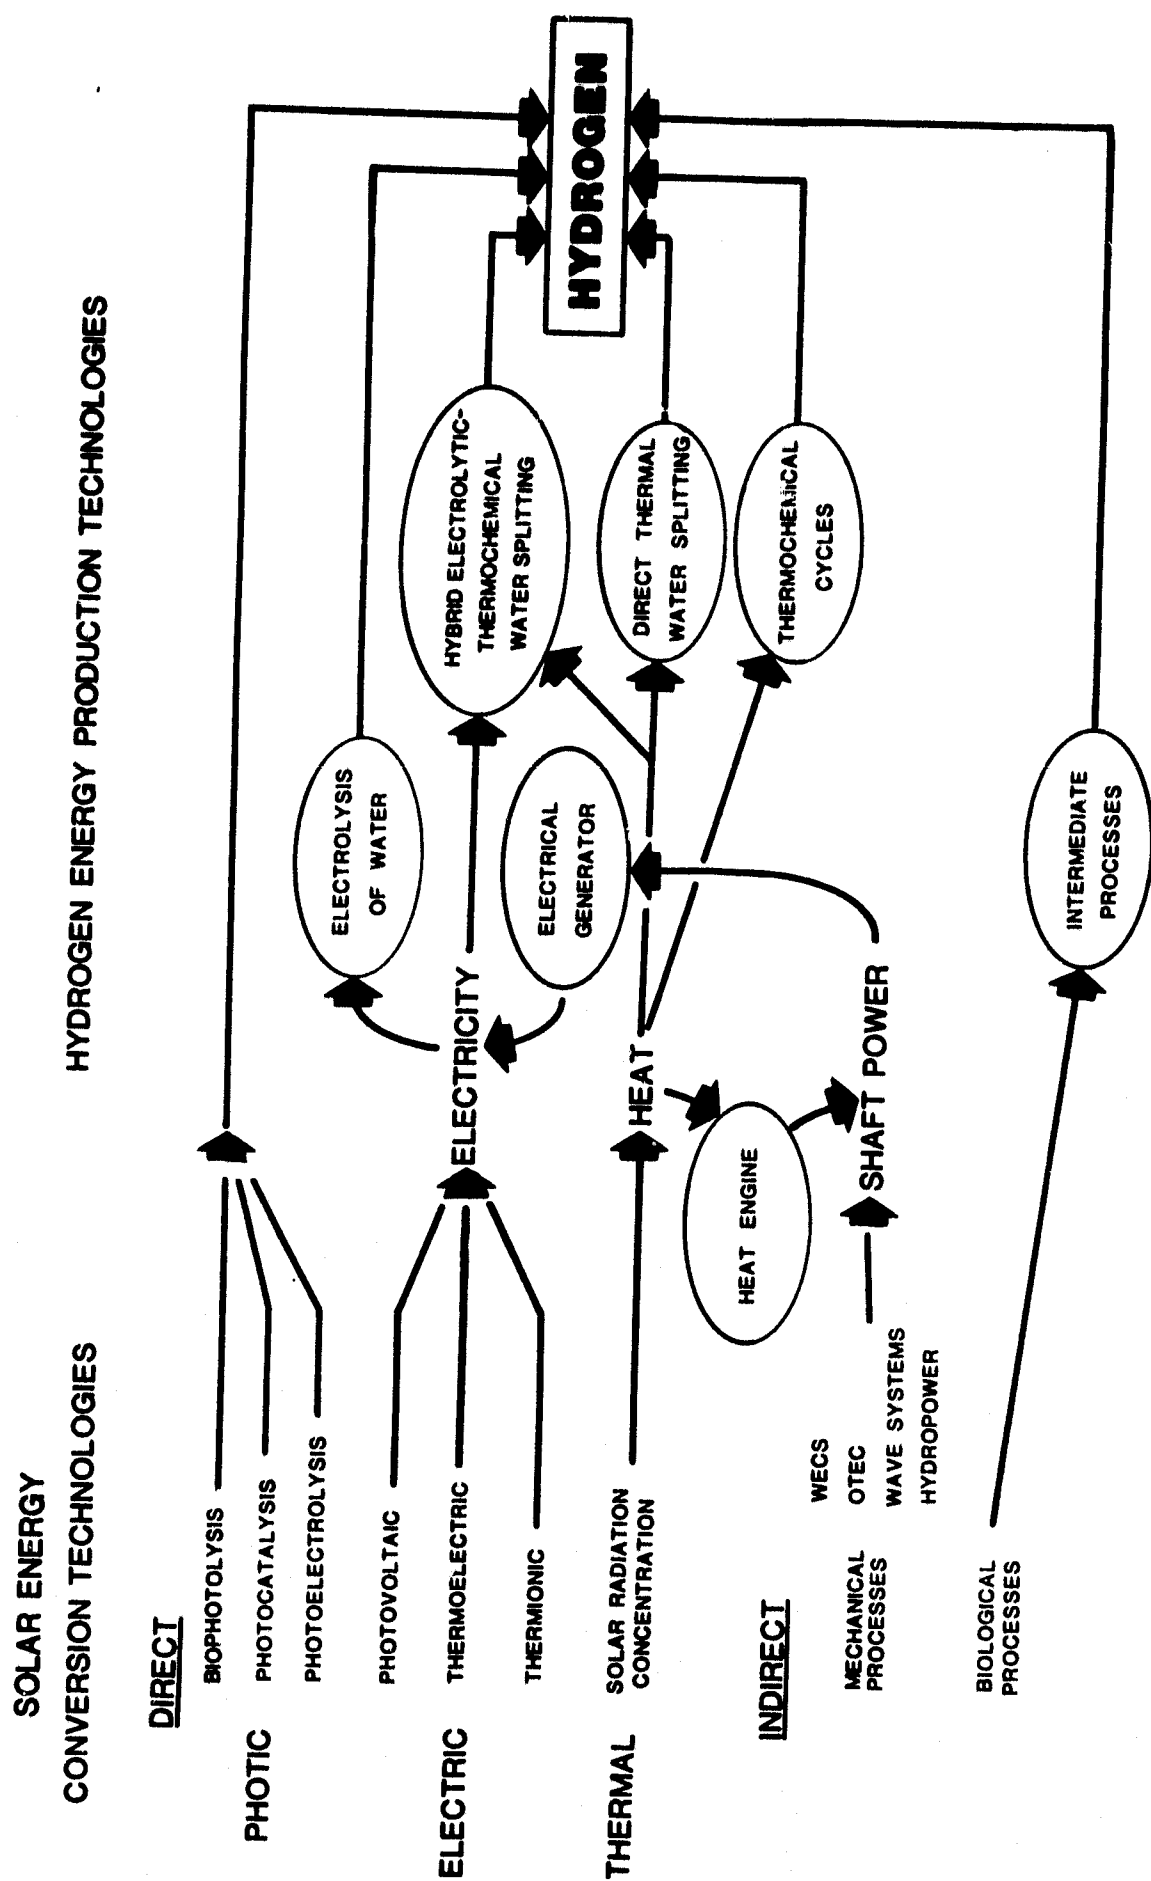 SOLAR ENERGY
CONVERSION TECHNOLOGIES
HYDROGEN ENERGY PRODUCTION TECHNOLOGIES
DIRECT
PHOTIC
BIOPHOTOLYSIS
PHOTOCATALYSIS
PHOTOELECTROLYSIS
ELECTRIC
PHOTOVOLTAIC
THERMOELECTRIC
THERMIONIC
THERMAL
SOLAR RADIATION
CONCENTRATION
INDIRECT
MECHANICAL
PROCESSES
WECS
OTEC
WAVE SYSTEMS
HYDROPOWER
BIOLOGICAL
PROCESSES
ELECTRICITY
HEAT
HEAT ENGINE
SHAFT POWER
ELECTROLYSIS
OF WATER
ELECTRICAL
GENERATOR
INTERMEDIATE
PROCESSES
HYBRID ELECTROLYTIC-
THERMOCHEMICAL
WATER SPLITTING
DIRECT THERMAL
WATER SPLITTING
THERMOCHEMICAL
CYCLES
HYDROGEN